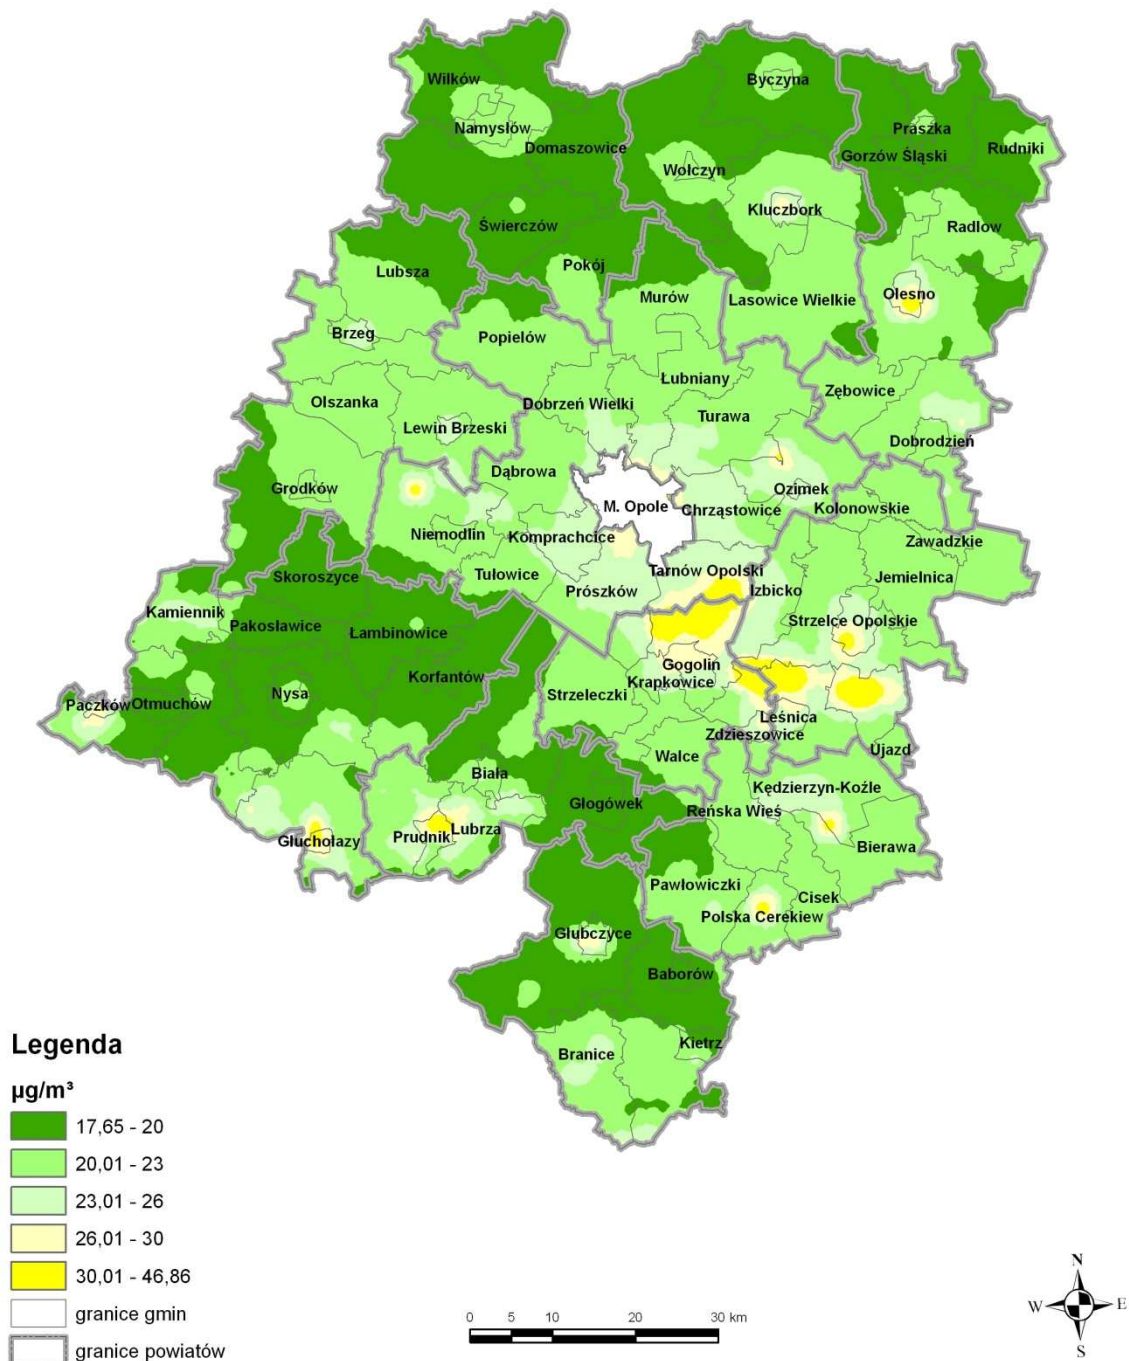 Wilków
Byczyna
Namysłów
Praszka
Domaszowice
Gorzów Śląski
Rudniki
Wołczyn
Kluczbork
Świerczów
Radlow
Pokój
Lubsza
Murów
Lasowice Wielkie
Olesno
Brzeg
Popielów
Łubniany
Zębowice
Olszanka
Dobrzeń Wielki
Turawa
Lewin Brzeski
Dobrodzień
Dąbrowa
Grodków
Ozimek
M. Opole
Chrząstowice
Kolonowskie
Niemodlin
Komprachcice
Zawadzkie
Skoroszyce
Tułowice
Tarnów Opolski
Jemielnica
Prószków
Izbicko
Kamiennik
Pakosławice
Łambinowice
Strzelce Opolskie
Gogolin
Korfantów
Krapkowice
Nysa
Strzeleczki
Paczków
Otmuchów
Leśnica
Zdzieszowice
Ujazd
Walce
Biała
Kędzierzyn-Koźle
Głogówek
Reńska Wieś
Lubrza
Prudnik
Głuchołazy
Bierawa
Pawłowiczki
Cisek
Polska Cerekiew
Głubczyce
Baborów
Kietrz
Branice
Legenda
µg/m³
17,65 - 20
20,01 - 23
23,01 - 26
26,01 - 30
30,01 - 46,86
granice gmin
granice powiatów
0 5 10 20 30 km
N
W E
S